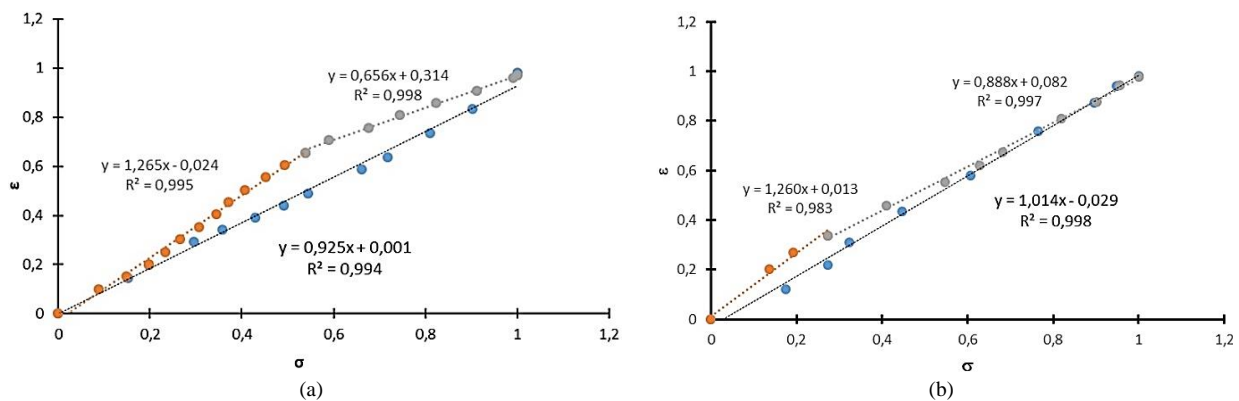 1,2
1
0,8
0,6
0,4
0,2
0
ε
y = 0,656x + 0,314
R² = 0,998
y = 1,265x - 0,024
R² = 0,995
y = 0,925x + 0,001
R² = 0,994
0 0,2 0,4 0,6 0,8 1 1,2
σ
(a)
1,2
1
0,8
0,6
0,4
0,2
0
ε
y = 0,888x + 0,082
R² = 0,997
y = 1,260x + 0,013
R² = 0,983
y = 1,014x - 0,029
R² = 0,998
0 0,2 0,4 0,6 0,8 1 1,2
σ
(b)